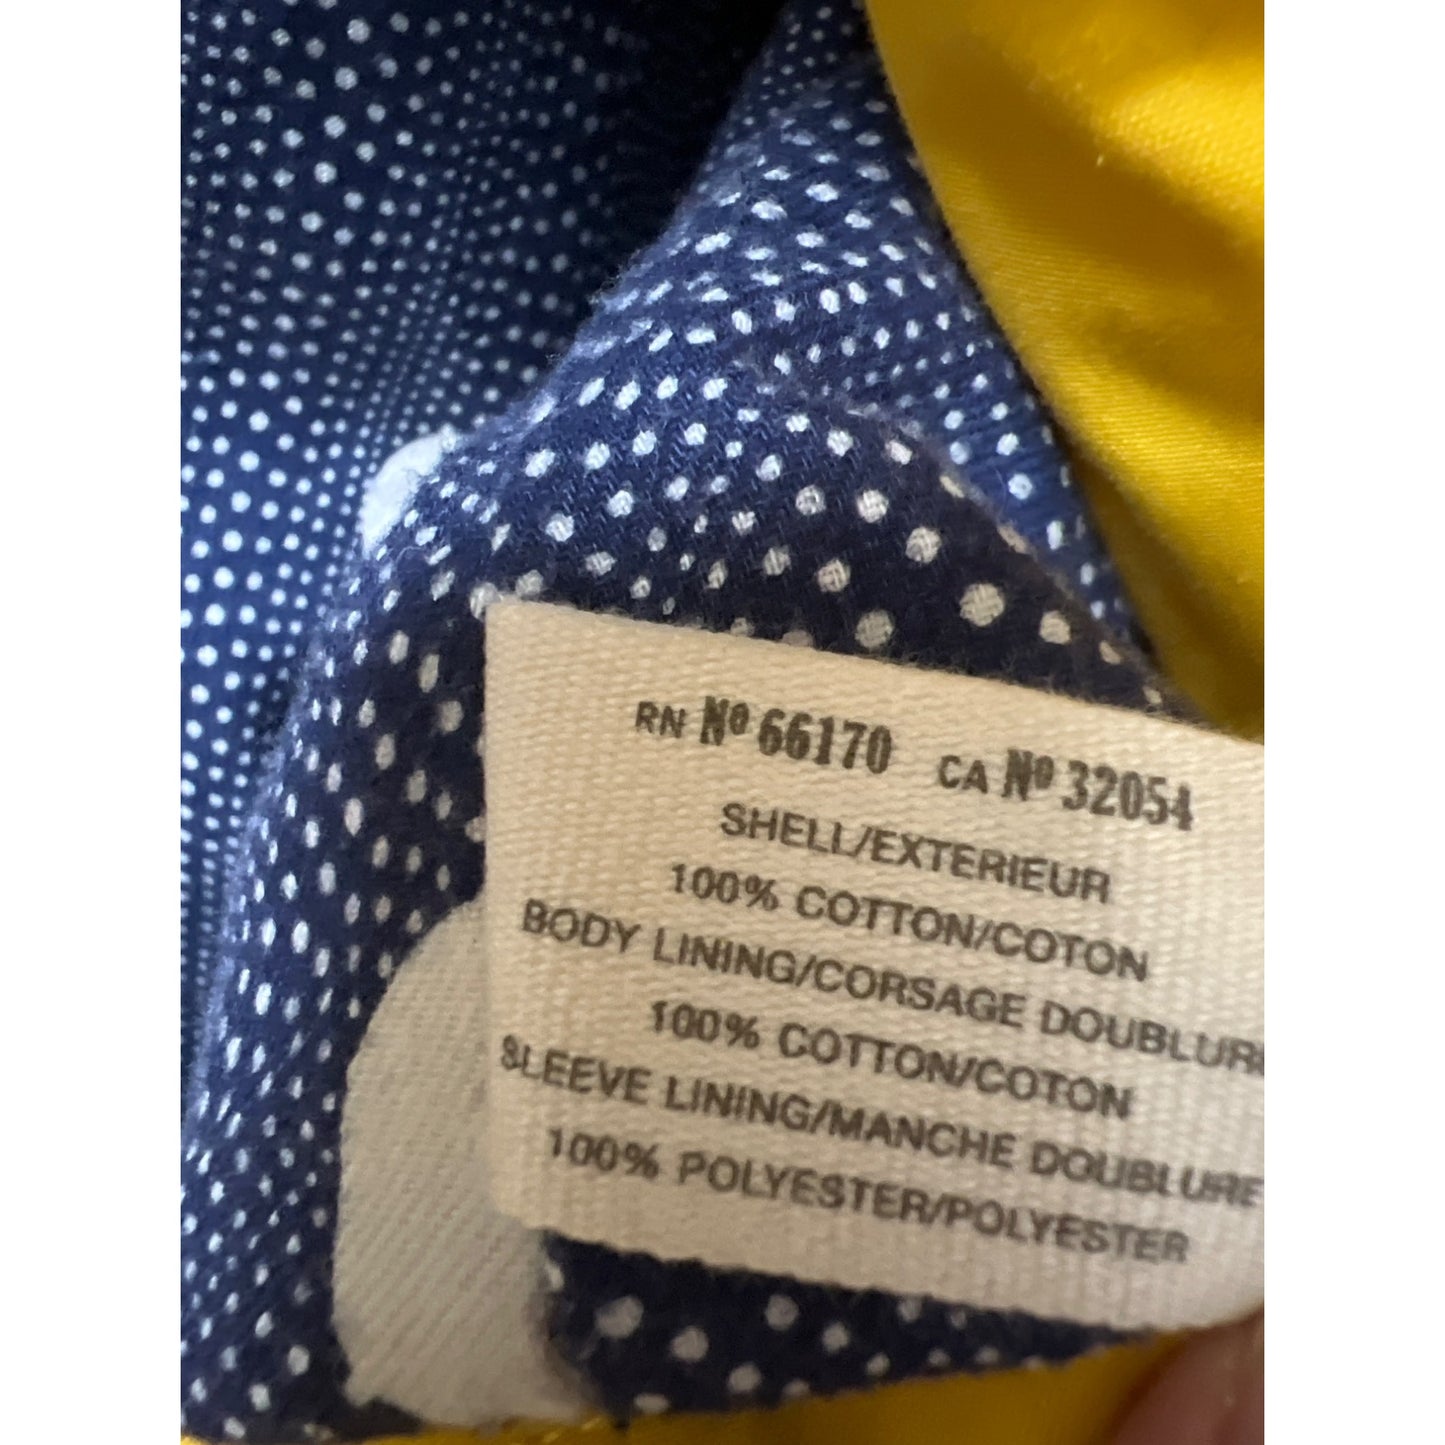 RN Nº 66170 CA Nº 32054
SHELL/EXTERIEUR
100% COTTON/COTON
BODY LINING/CORSAGE DOUBLURE
100% COTTON/COTON
SLEEVE LINING/MANCHE DOUBLURE
100% POLYESTER/POLYESTER